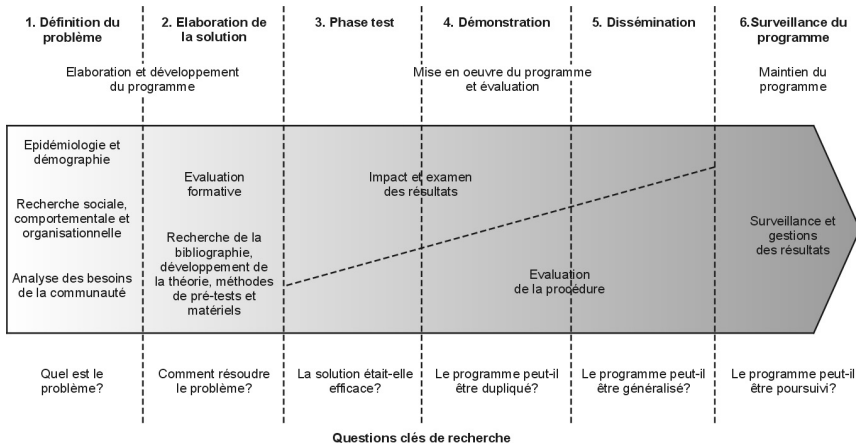 1. Définition du
problème
2. Elaboration de
la solution
3. Phase test
4. Démonstration
5. Dissémination
6.Surveillance du
programme
Elaboration et développement
du programme
Mise en oeuvre du programme
et évaluation
Maintien du
programme
Epidémiologie et
démographie
Recherche sociale,
comportementale et
organisationnelle
Analyse des besoins
de la communauté
Evaluation
formative
Recherche de la
bibliographie,
développement de
la théorie, méthodes
de pré-tests et
matériels
Impact et examen
des résultats
Evaluation
de la procédure
Surveillance et
gestions
des résultats
Quel est le
problème?
Comment résoudre
le problème?
La solution était-elle
efficace?
Le programme peut-il
être dupliqué?
Le programme peut-il
être généralisé?
Le programme peut-il
être poursuivi?
Questions clés de recherche